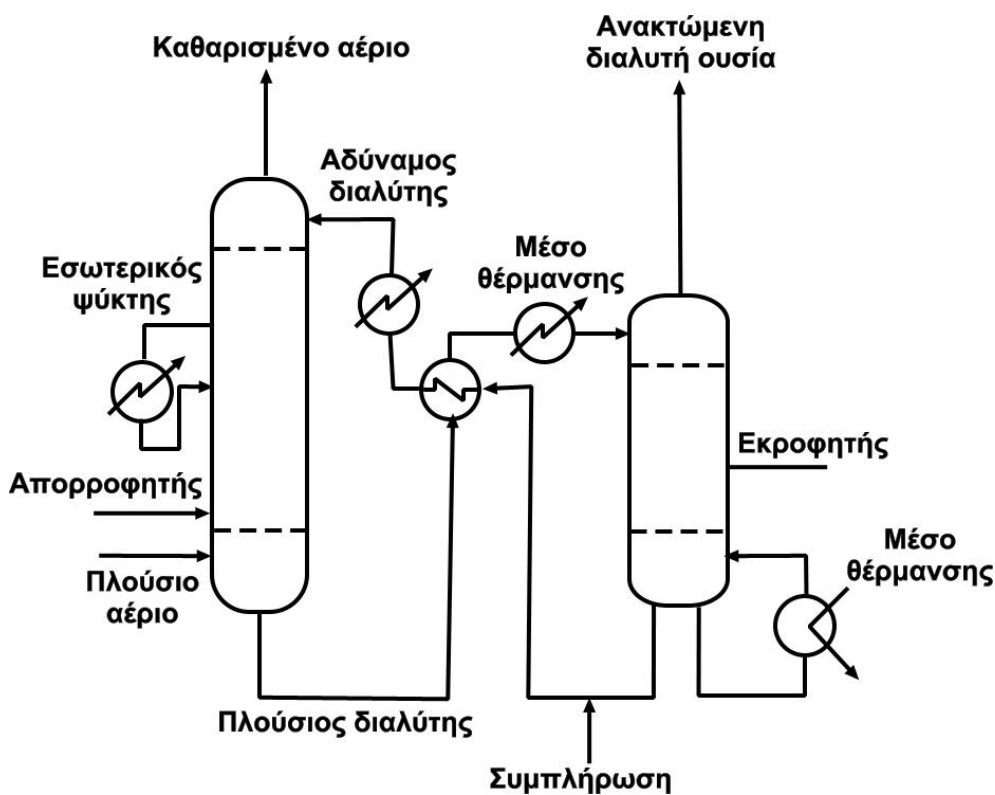 Καθαρισμένο αέριο
Ανακτώμενη
διαλυτή ουσία
Αδύναμος
διαλύτης
Εσωτερικός
ψύκτης
Μέσο
θέρμανσης
Απορροφητής
Εκροφητής
Πλούσιο
αέριο
Μέσο
θέρμανσης
Πλούσιος διαλύτης
Συμπλήρωση